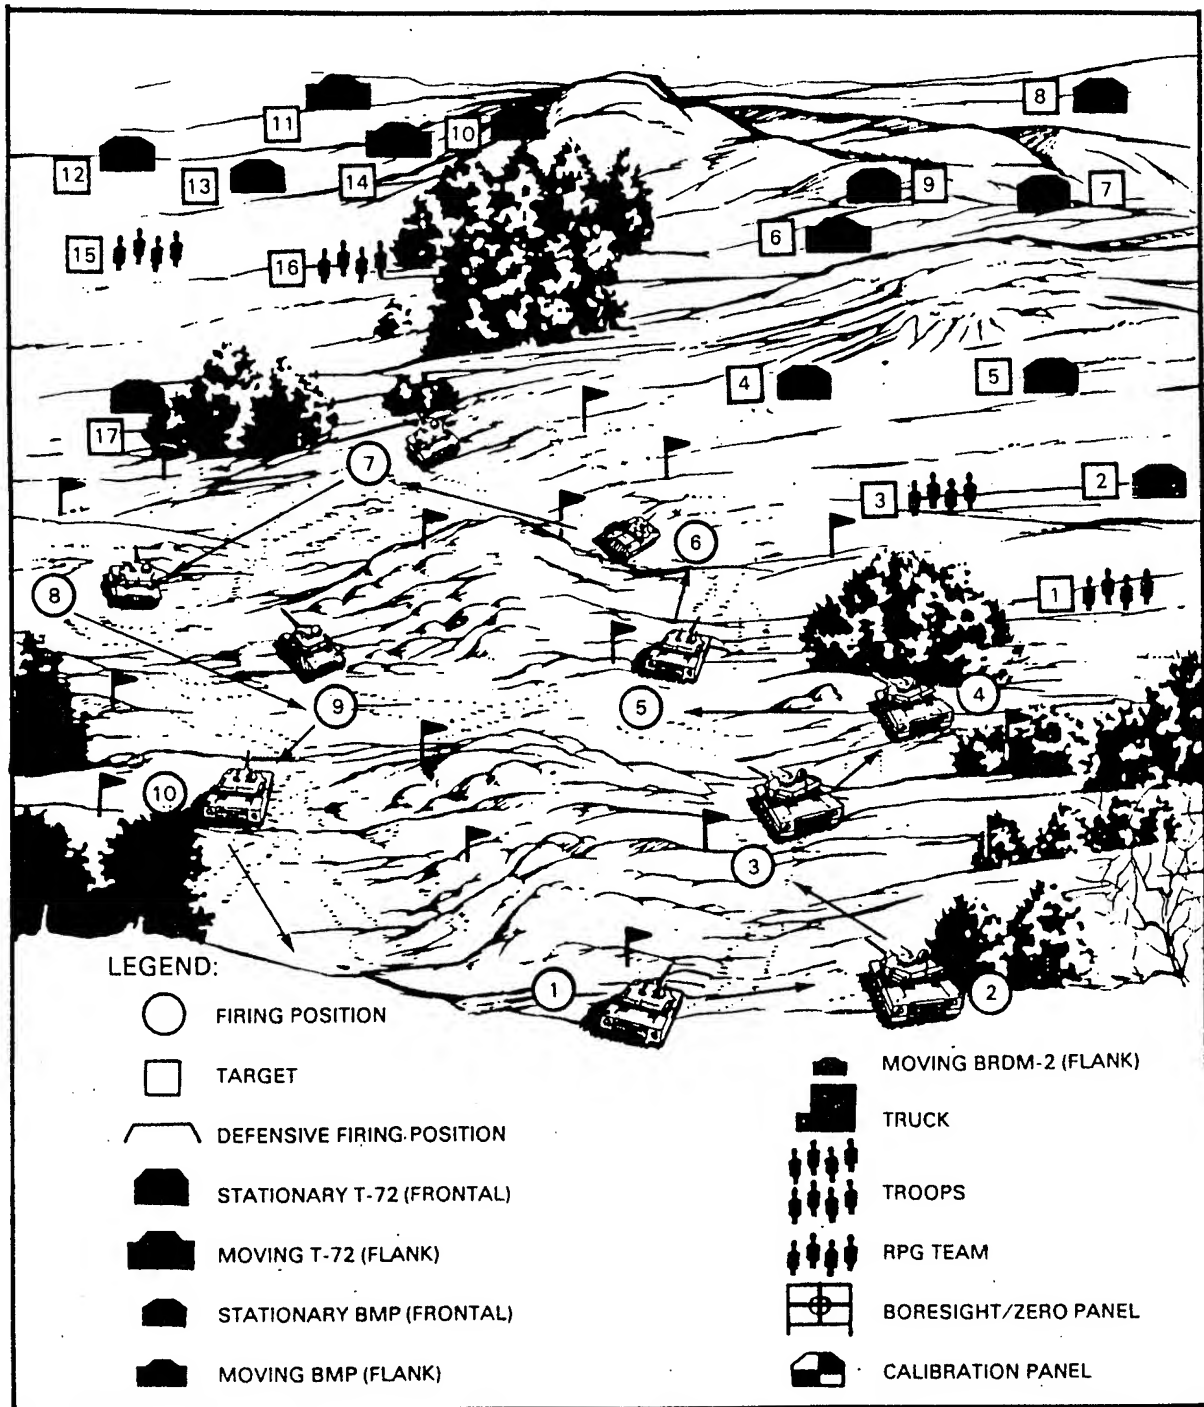 11
8
12
13
14
10
9
7
6
15
16
4
5
17
7
3
2
6
8
1
9
5
4
10
3
1
2
LEGEND:
FIRING POSITION
TARGET
DEFENSIVE FIRING POSITION
STATIONARY T-72 (FRONTAL)
MOVING T-72 (FLANK)
STATIONARY BMP (FRONTAL)
MOVING BMP (FLANK)
MOVING BRDM-2 (FLANK)
TRUCK
TROOPS
RPG TEAM
BORESIGHT/ZERO PANEL
CALIBRATION PANEL